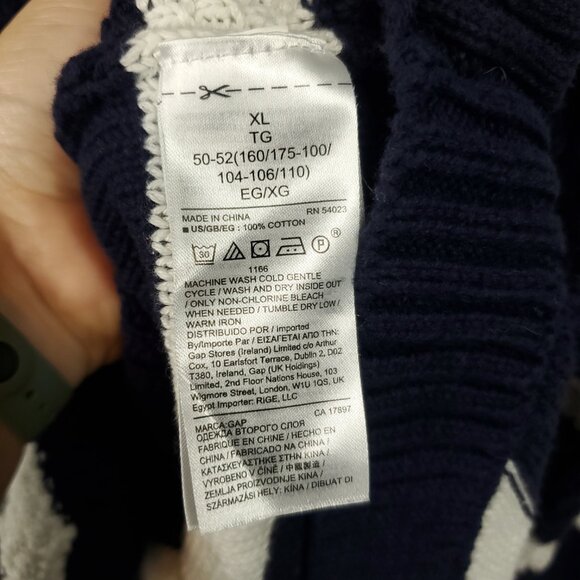 XL
TG
50-52(160/175-100/
104-106/110)
EG/XG
MADE IN CHINA RN 54023
■ US/GB/EG : 100% COTTON
30 P ®
1166
MACHINE WASH COLD GENTLE
CYCLE / WASH AND DRY INSIDE OUT
/ ONLY NON-CHLORINE BLEACH
WHEN NEEDED / TUMBLE DRY LOW /
WARM IRON
DISTRIBUIDO POR / Imported
By/Importe Par / ΕΙΣΑΓΕΤΑΙ ΑΠΟ ΤΗΝ:
Gap Stores (Ireland) Limited c/o Arthur
Cox, 10 Earlsfort Terrace, Dublin 2, D02
T380, Ireland, Gap (UK Holdings)
Limited, 2nd Floor Nations House, 103
Wigmore Street, London, W1U 1QS, UK
Egypt Importer: RIGE, LLC
CA 17897
MARCA:GAP
ОДЕЖДА ВТОРОГО СЛОЯ
FABRIQUE EN CHINE / HECHO EN
CHINA / FABRICADO NA CHINA /
ΚΑΤΑΣΚΕΥΑΣΤΗΚΕ ΣΤΗΝ ΚΙΝΑ /
VYROBENO V ČÍNĚ / 中國製造 /
ZEMLJA PROIZVODNJE KINA /
SZÁRMAZÁSI HELY: KÍNA / DIBUAT DI